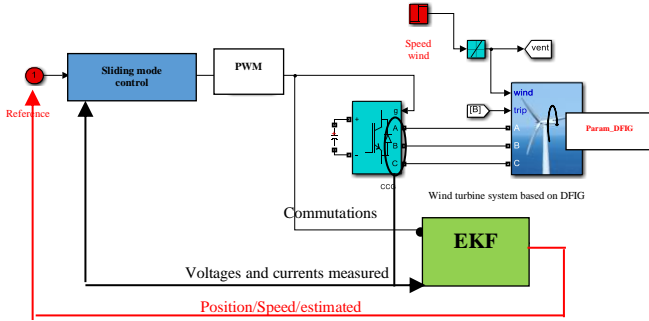 Speed
wind
vent
PWM
Sliding mode
control
1
Reference
wind
trip
[B]
g
+
-
A
B
C
A
B
C
Param_DFIG
Wind turbine system based on DFIG
Commutations
EKF
Voltages and currents measured
Position/Speed/estimated